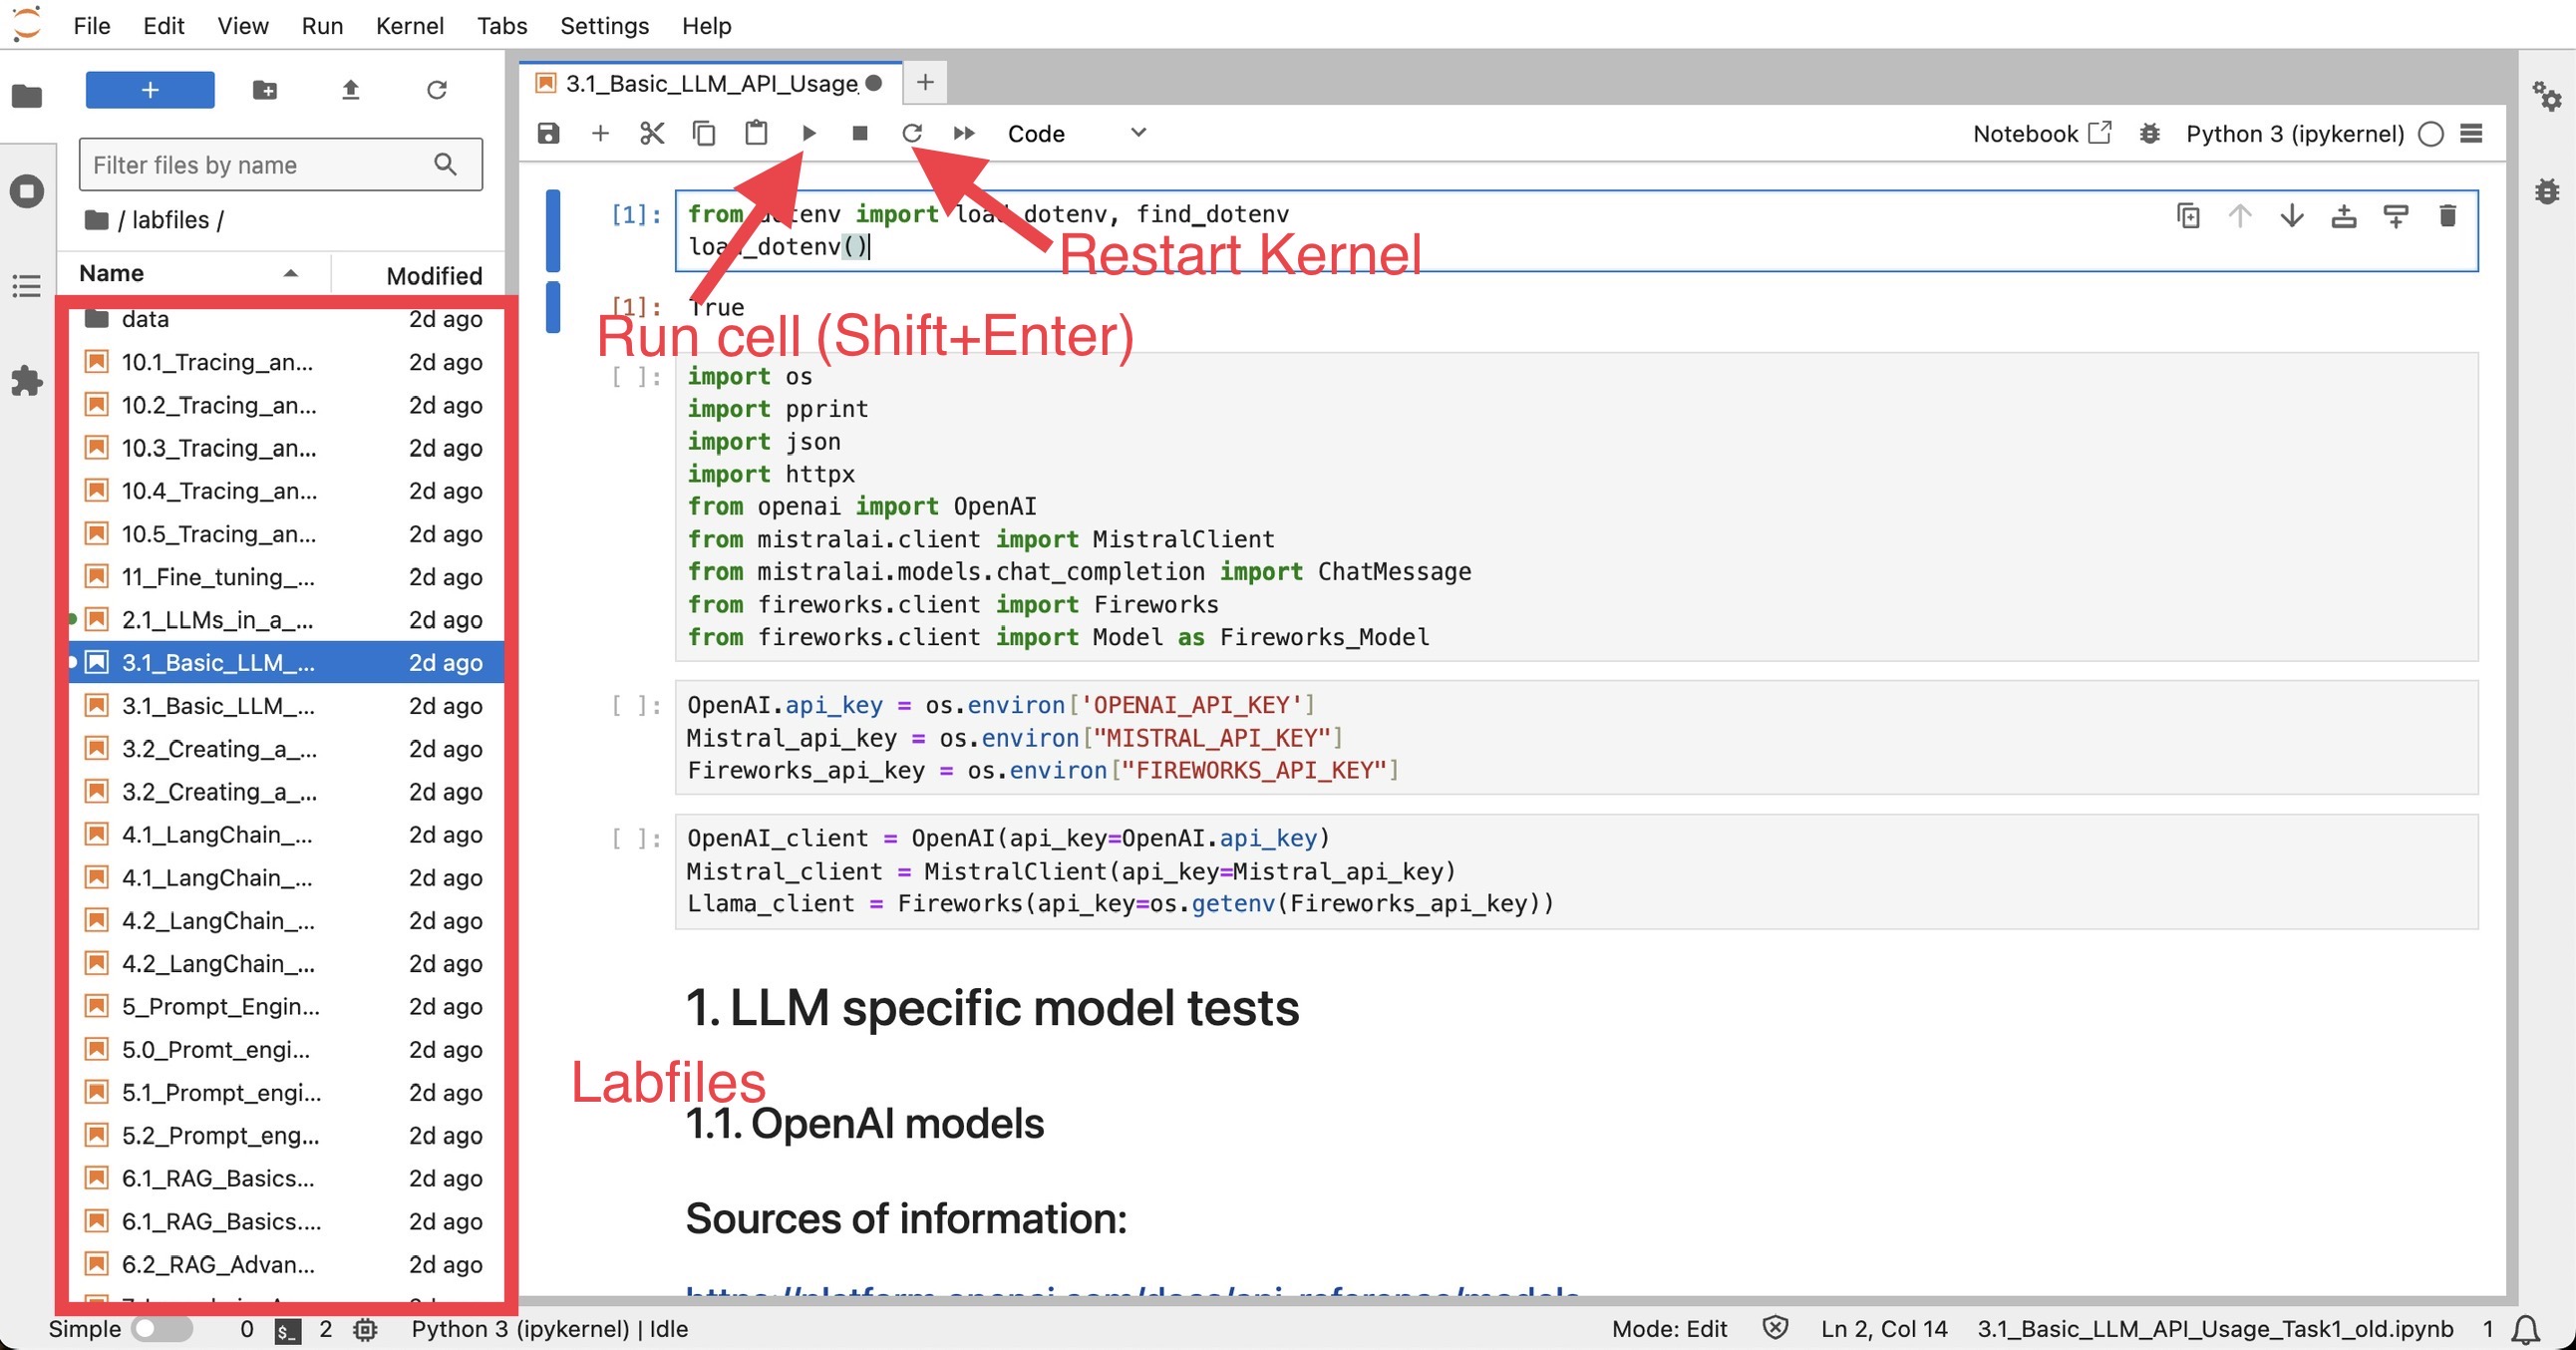 File Edit View Run Kernel Tabs Settings Help
+
Filter files by name
/ labfiles /
Name Modified
data 2d ago
10.1_Tracing_an... 2d ago
10.2_Tracing_an... 2d ago
10.3_Tracing_an... 2d ago
10.4_Tracing_an... 2d ago
10.5_Tracing_an... 2d ago
11_Fine_tuning_... 2d ago
2.1_LLMs_in_a_... 2d ago
3.1_Basic_LLM_... 2d ago
3.1_Basic_LLM_... 2d ago
3.2_Creating_a_... 2d ago
3.2_Creating_a_... 2d ago
4.1_LangChain_... 2d ago
4.1_LangChain_... 2d ago
4.2_LangChain_... 2d ago
4.2_LangChain_... 2d ago
5_Prompt_Engin... 2d ago
5.0_Promt_engi... 2d ago
5.1_Prompt_engi... 2d ago
5.2_Prompt_eng... 2d ago
6.1_RAG_Basics... 2d ago
6.1_RAG_Basics.... 2d ago
6.2_RAG_Advan... 2d ago
3.1_Basic_LLM_API_Usage_
Code Notebook Python 3 (ipykernel)
[1]: from dotenv import load_dotenv, find_dotenv
load_dotenv()
Restart Kernel
[1]: True
Run cell (Shift+Enter)
[ ]: import os
import pprint
import json
import httpx
from openai import OpenAI
from mistralai.client import MistralClient
from mistralai.models.chat_completion import ChatMessage
from fireworks.client import Fireworks
from fireworks.client import Model as Fireworks_Model
[ ]: OpenAI.api_key = os.environ['OPENAI_API_KEY']
Mistral_api_key = os.environ["MISTRAL_API_KEY"]
Fireworks_api_key = os.environ["FIREWORKS_API_KEY"]
[ ]: OpenAI_client = OpenAI(api_key=OpenAI.api_key)
Mistral_client = MistralClient(api_key=Mistral_api_key)
Llama_client = Fireworks(api_key=os.getenv(Fireworks_api_key))
1. LLM specific model tests
Labfiles
1.1. OpenAI models
Sources of information:
https://platform.openai.com/docs/api-reference/models
Simple 0 $_ 2 Python 3 (ipykernel) | Idle Mode: Edit Ln 2, Col 14 3.1_Basic_LLM_API_Usage_Task1_old.ipynb 1